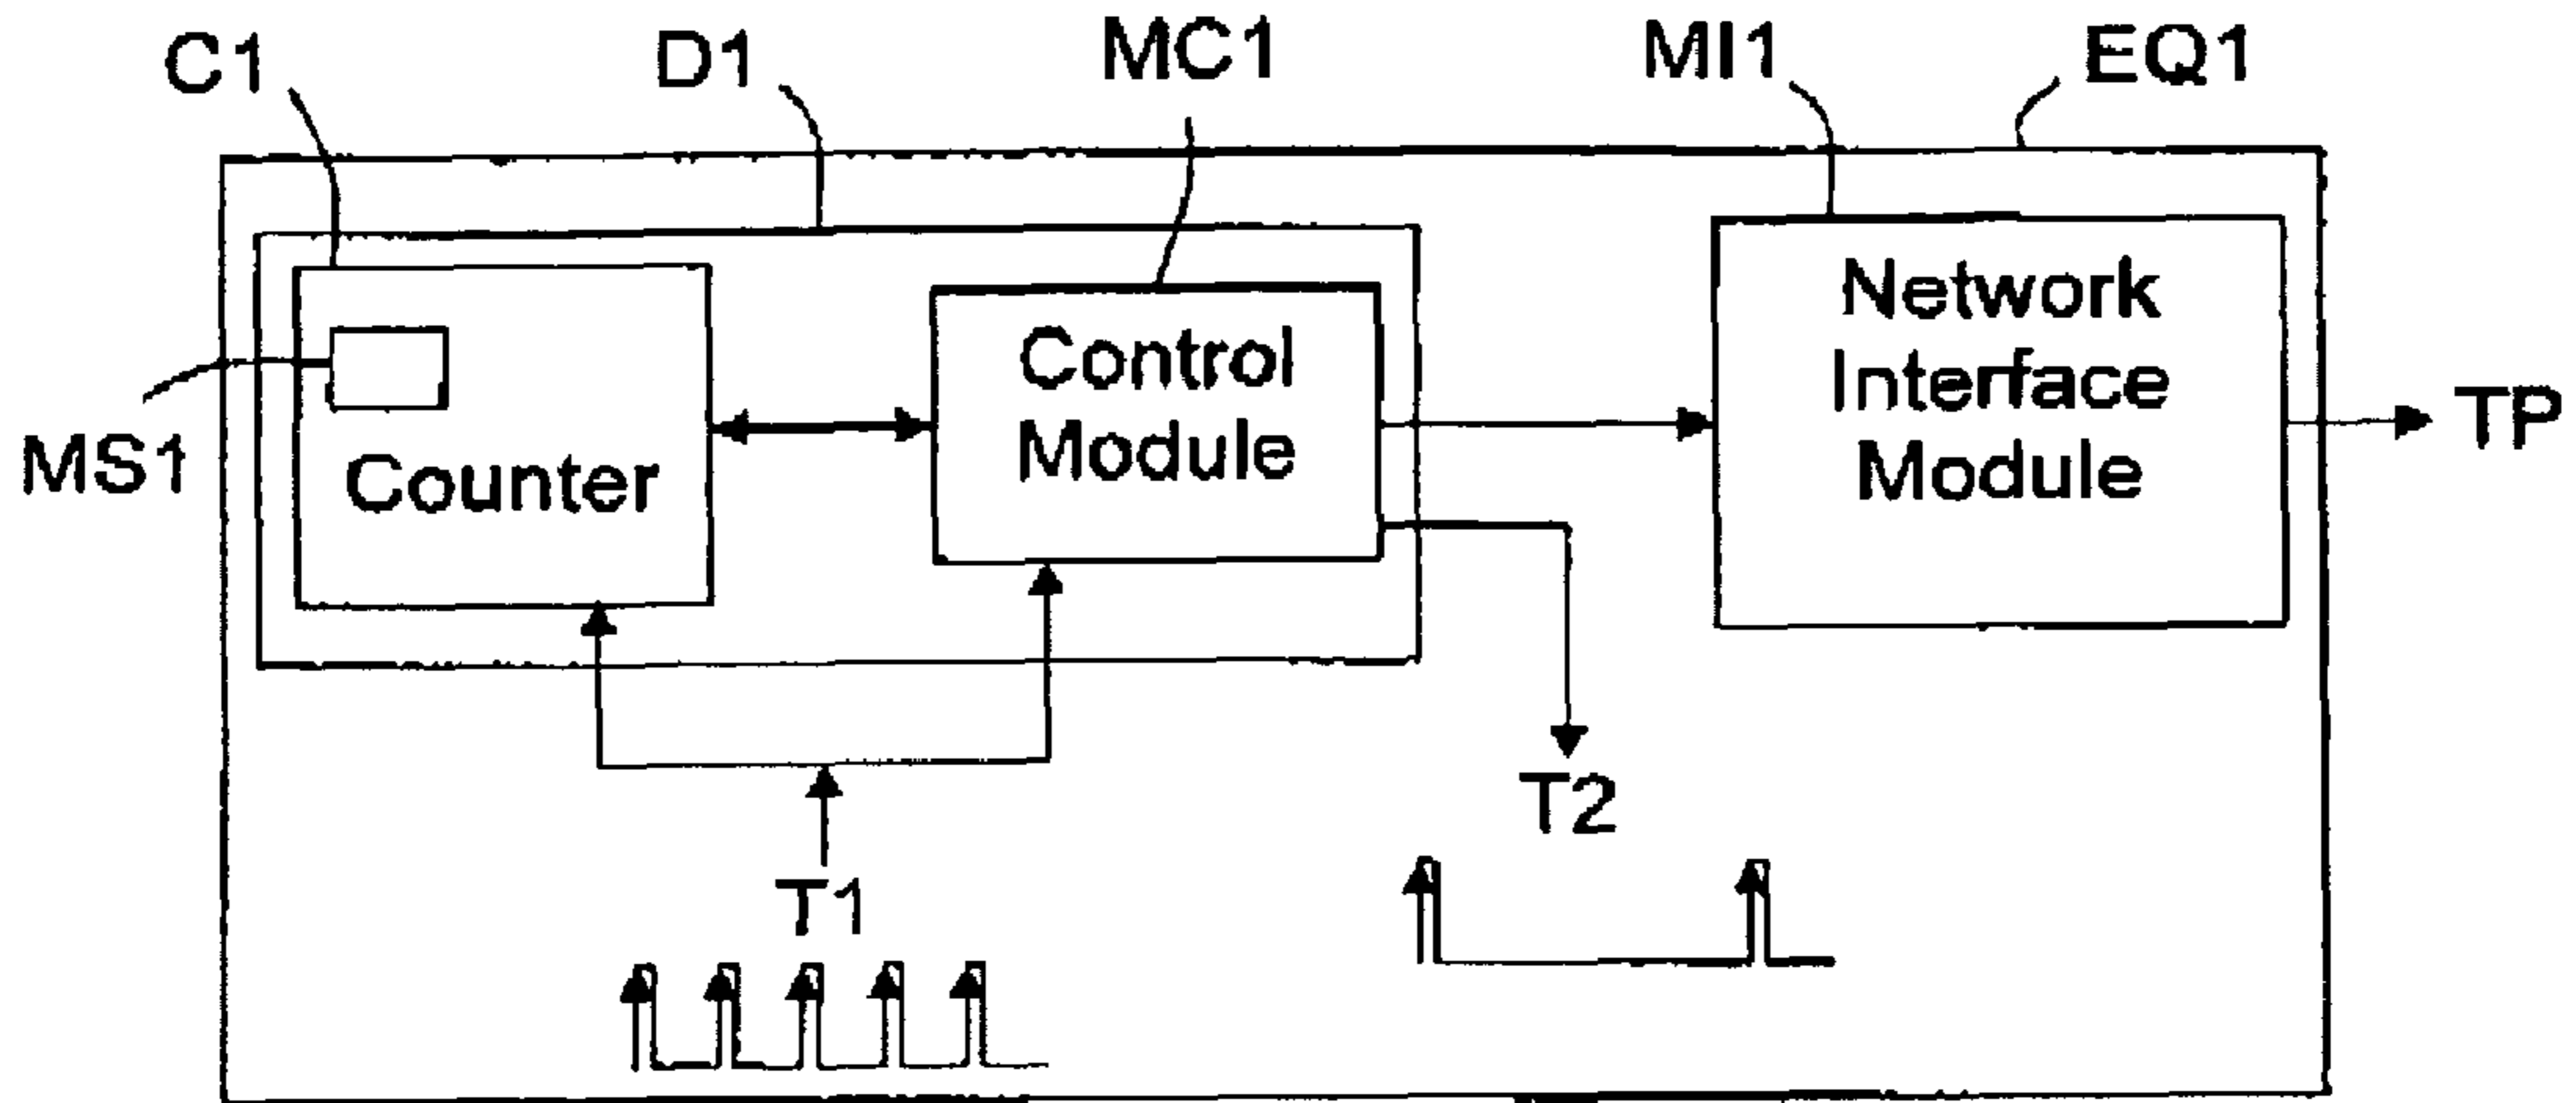 C1
D1
MC1
MI1
EQ1
MS1
Counter
Control
Module
Network
Interface
Module
TP
T1
T2